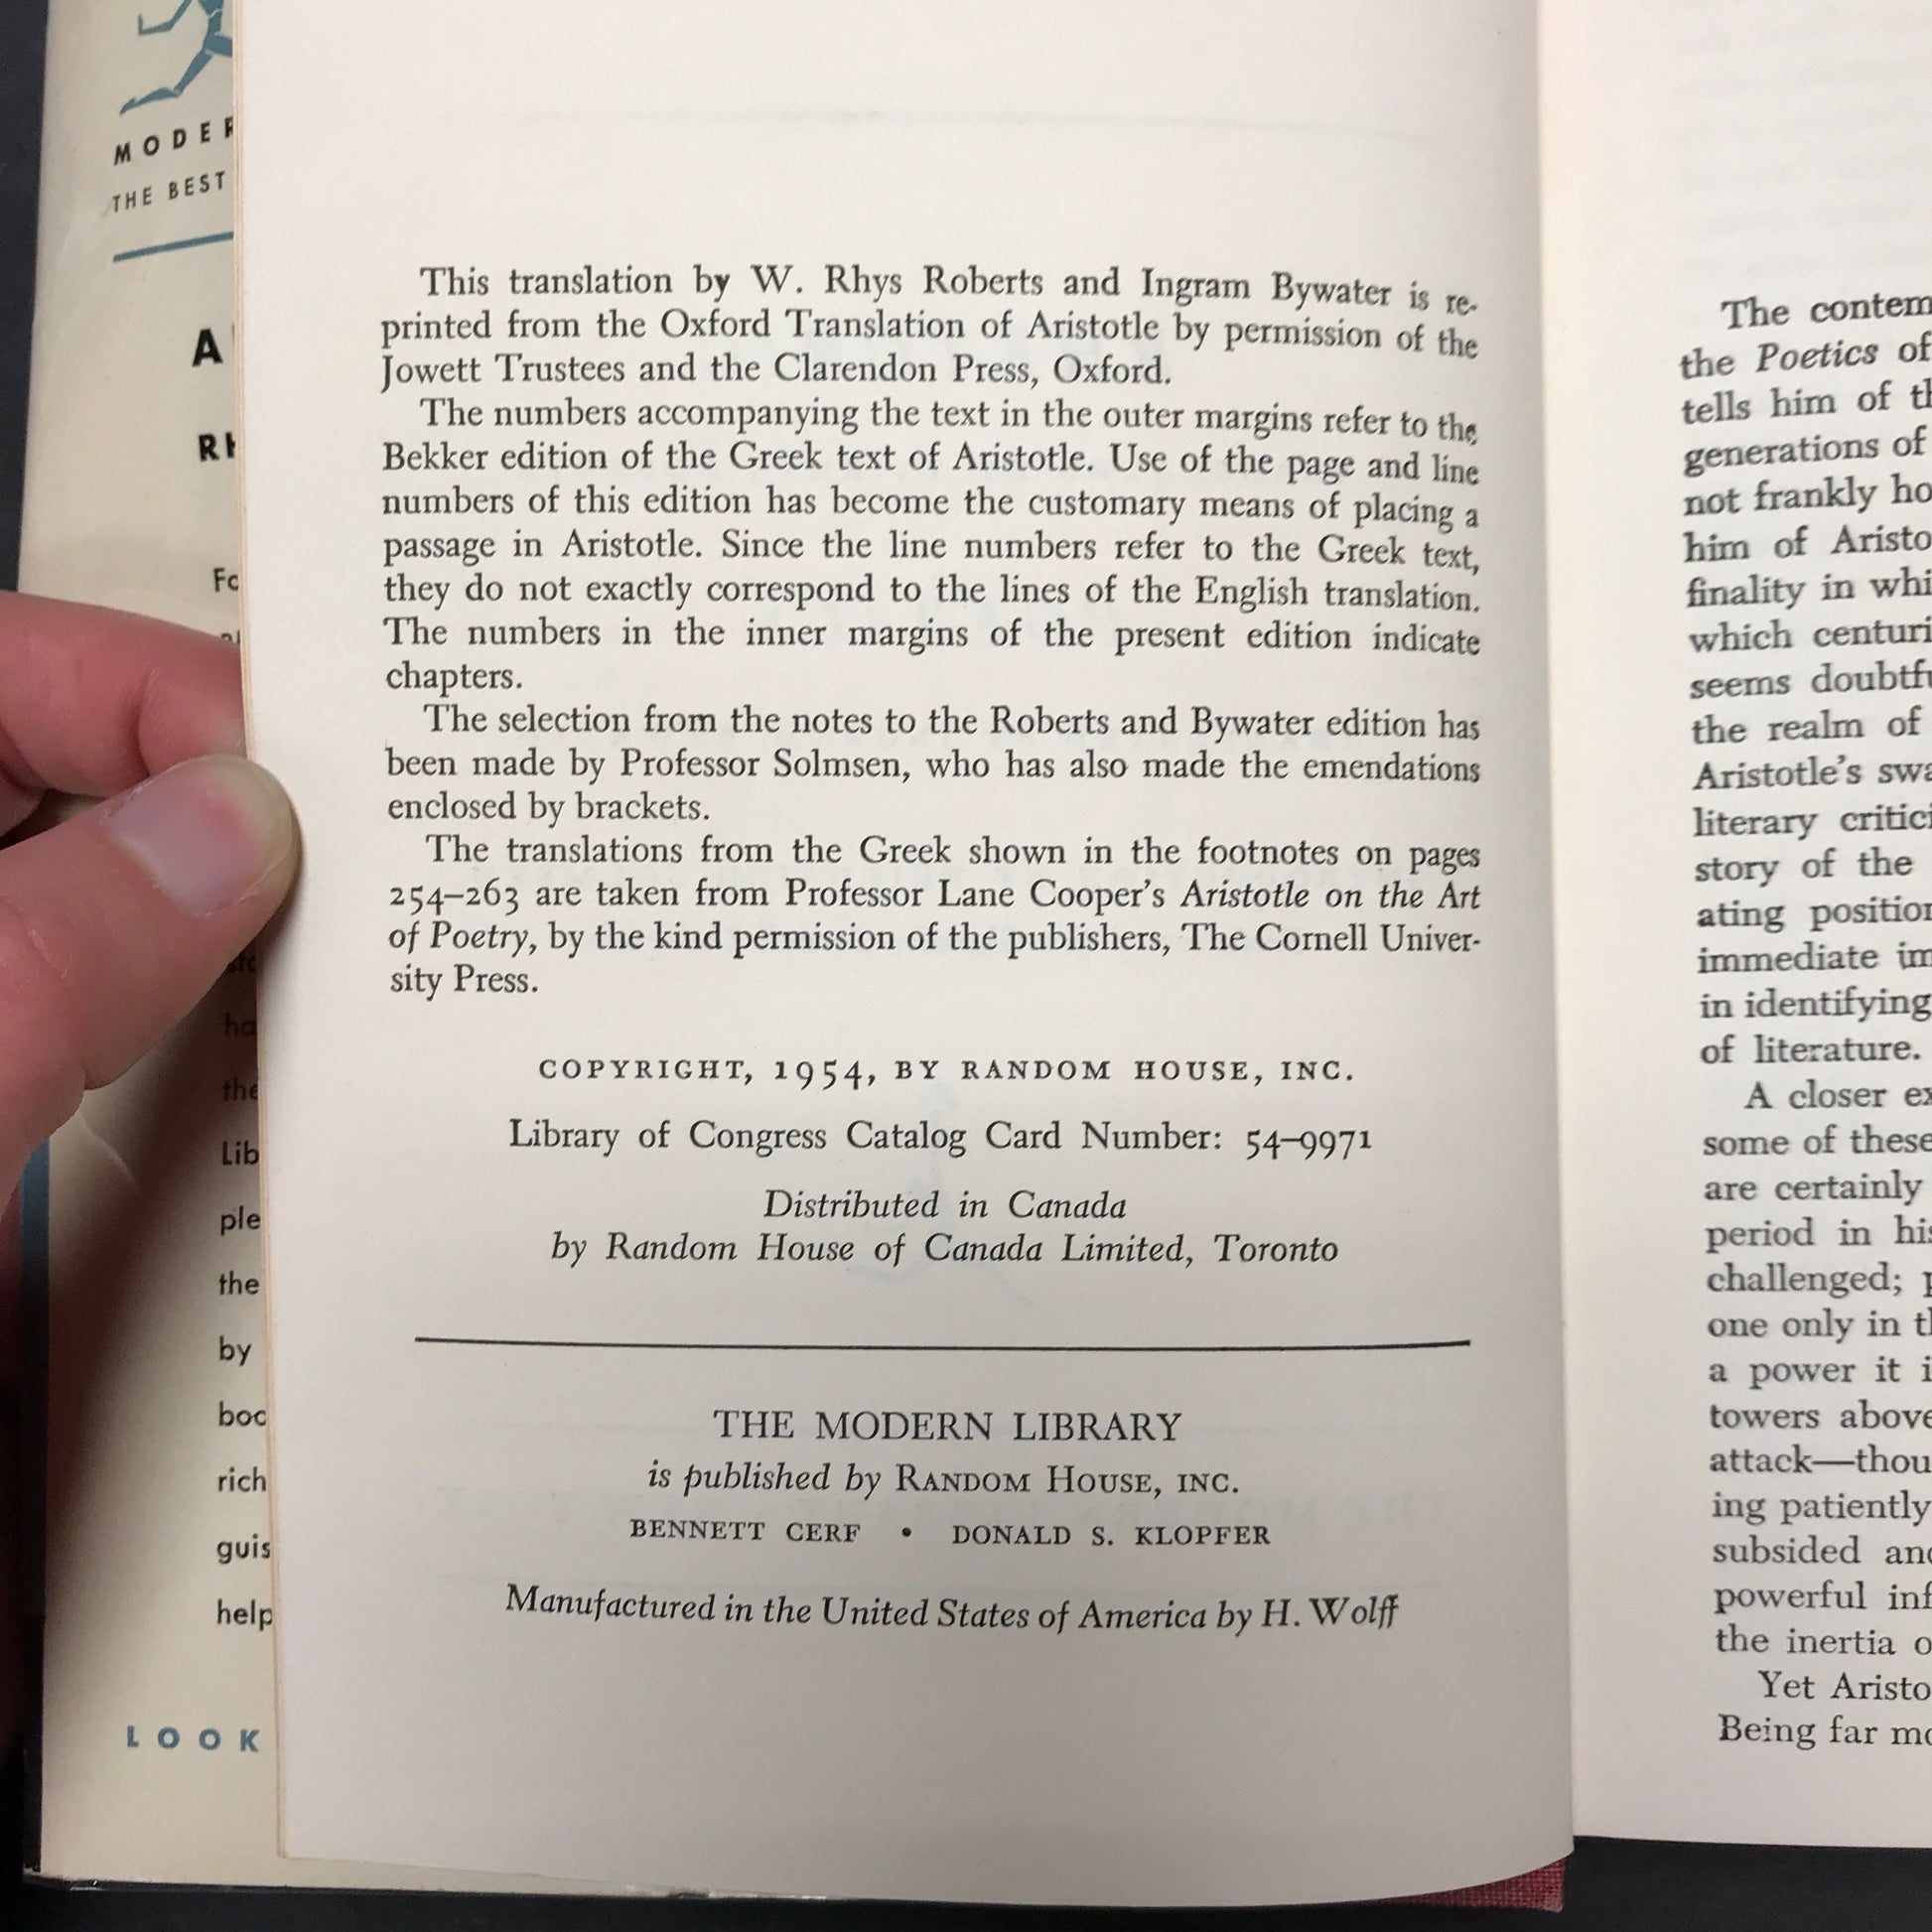 MODER
THE BEST
A
RH
Fo
ha
the
Lib
ple
the
by
boo
rich
guis
help
LOOK
This translation by W. Rhys Roberts and Ingram Bywater is re-
printed from the Oxford Translation of Aristotle by permission of the
Jowett Trustees and the Clarendon Press, Oxford.
The numbers accompanying the text in the outer margins refer to the
Bekker edition of the Greek text of Aristotle. Use of the page and line
numbers of this edition has become the customary means of placing a
passage in Aristotle. Since the line numbers refer to the Greek text,
they do not exactly correspond to the lines of the English translation.
The numbers in the inner margins of the present edition indicate
chapters.
The selection from the notes to the Roberts and Bywater edition has
been made by Professor Solmsen, who has also made the emendations
enclosed by brackets.
The translations from the Greek shown in the footnotes on pages
254–263 are taken from Professor Lane Cooper's Aristotle on the Art
of Poetry, by the kind permission of the publishers, The Cornell Univer-
sity Press.
COPYRIGHT, 1954, BY RANDOM HOUSE, INC.
Library of Congress Catalog Card Number: 54–9971
Distributed in Canada
by Random House of Canada Limited, Toronto
THE MODERN LIBRARY
is published by RANDOM HOUSE, INC.
BENNETT CERF • DONALD S. KLOPFER
Manufactured in the United States of America by H. Wolff
The contem
the Poetics of
tells him of th
generations of
not frankly ho
him of Aristo
finality in whi
which centuri
seems doubtfu
the realm of
Aristotle's swa
literary critici
story of the
ating position
immediate im
in identifying
of literature.
A closer ex
some of these
are certainly
period in his
challenged; p
one only in th
a power it i
towers above
attack—thou
ing patiently
subsided and
powerful inf
the inertia o
Yet Aristo
Being far mo